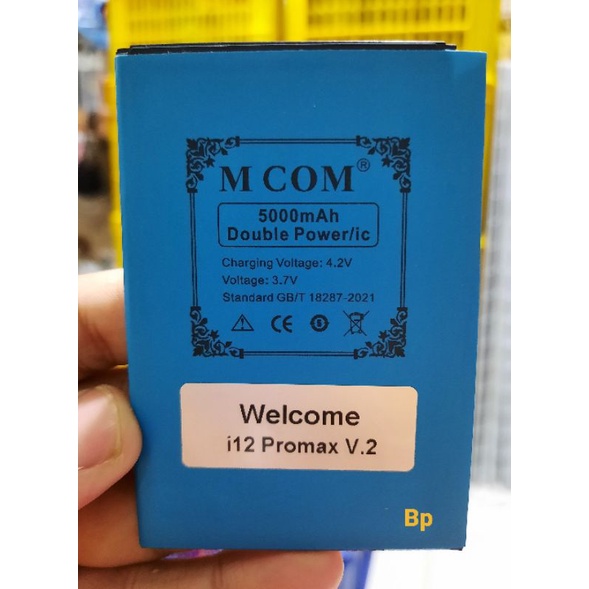 M COM®
5000mAh
Double Power/ic
Charging Voltage: 4.2V
Voltage: 3.7V
Standard GB/T 18287-2021
CE
Welcome
i12 Promax V.2
Bp